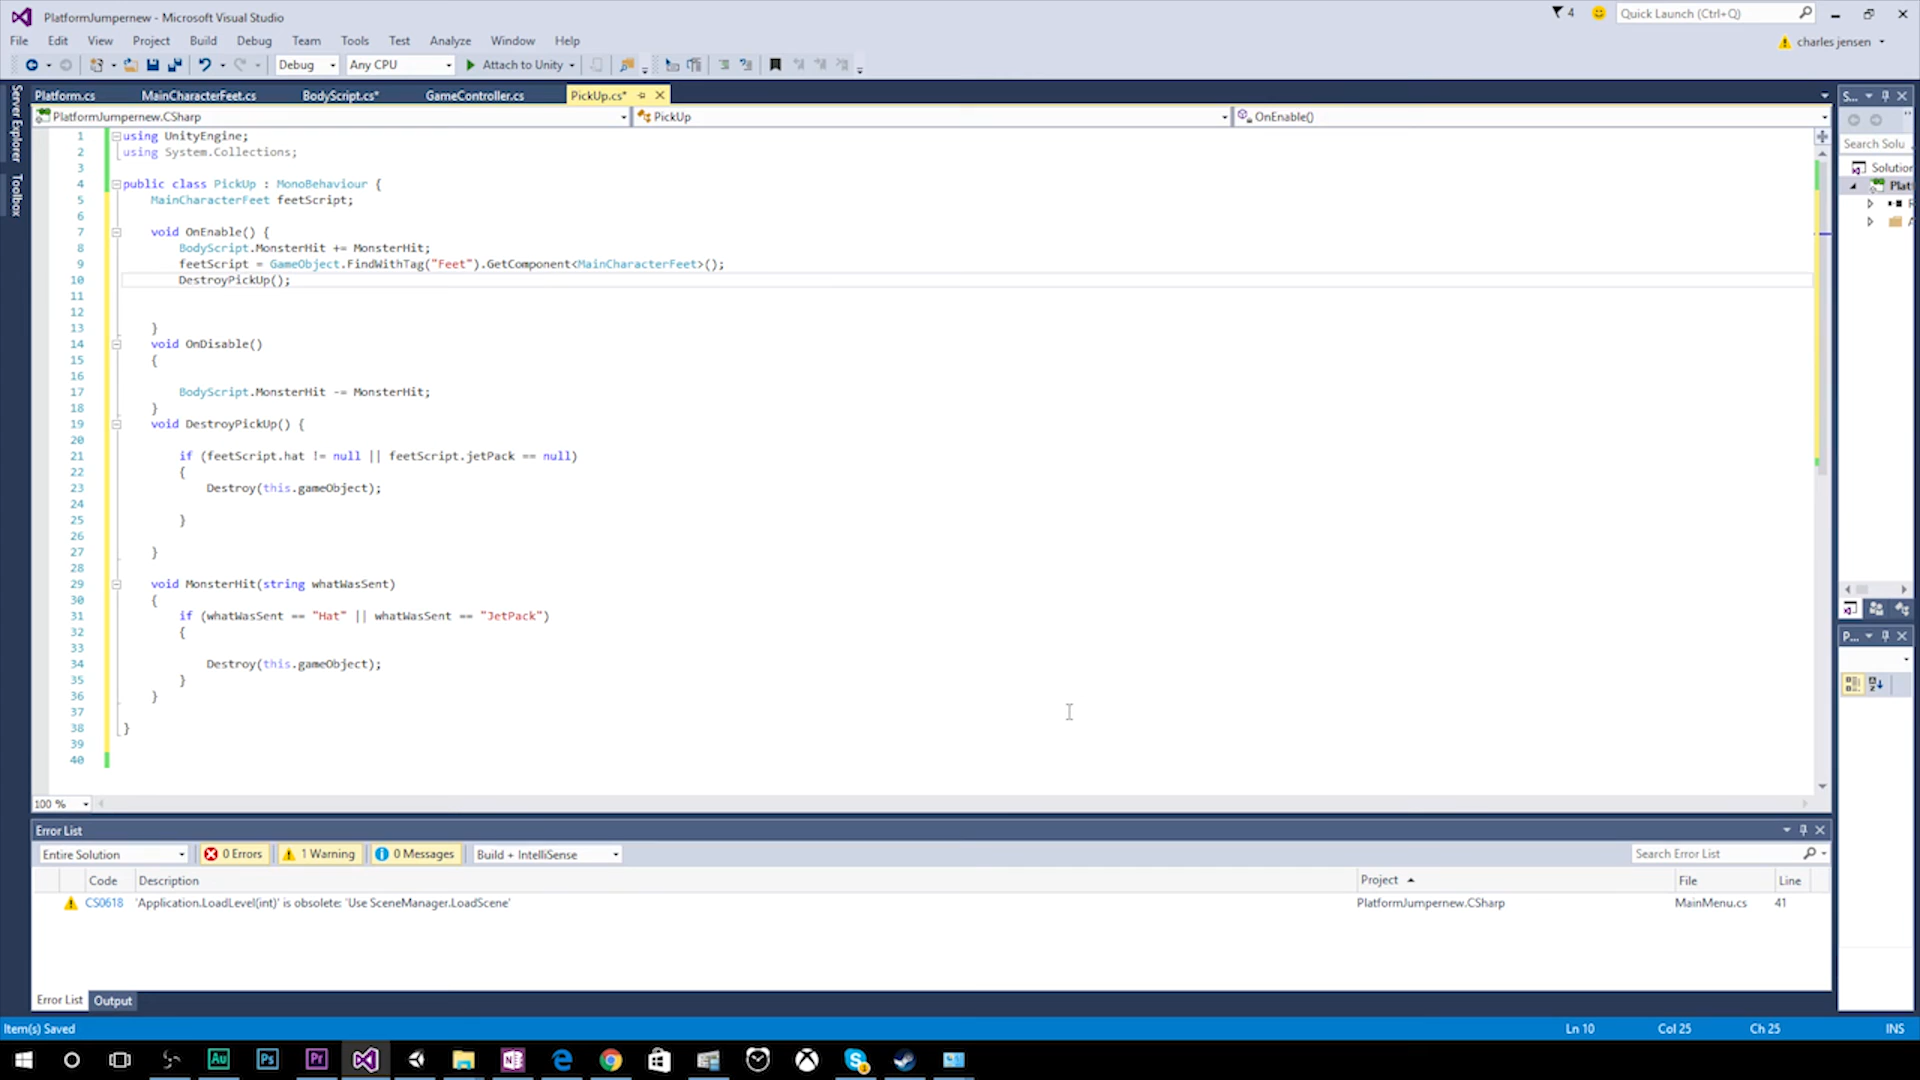 PlatformJumpernew - Microsoft Visual Studio
4
Quick Launch (Ctrl+Q)
File Edit View Project Build Debug Team Tools Test Analyze Window Help
charles jensen
Debug
Any CPU
Attach to Unity
Server Explorer
Toolbox
Platform.cs MainCharacterFeet.cs BodyScript.cs* GameController.cs PickUp.cs*
PlatformJumpernew.CSharp
PickUp
OnEnable()
1 using UnityEngine;
2 using System.Collections;
3
4 public class PickUp : MonoBehaviour {
5 MainCharacterFeet feetScript;
6
7 void OnEnable() {
8 BodyScript.MonsterHit += MonsterHit;
9 feetScript = GameObject.FindWithTag("Feet").GetComponent<MainCharacterFeet>();
10 DestroyPickUp();
11
12
13 }
14 void OnDisable()
15 {
16
17 BodyScript.MonsterHit -= MonsterHit;
18 }
19 void DestroyPickUp() {
20
21 if (feetScript.hat != null || feetScript.jetPack == null)
22 {
23 Destroy(this.gameObject);
24
25 }
26
27 }
28
29 void MonsterHit(string whatWasSent)
30 {
31 if (whatWasSent == "Hat" || whatWasSent == "JetPack")
32 {
33
34 Destroy(this.gameObject);
35 }
36 }
37
38 }
39
40
100 %
S...
Search Solu
Solution
Plat
P...
Error List
Entire Solution
0 Errors
1 Warning
0 Messages
Build + IntelliSense
Search Error List
Code Description Project File Line
CS0618 'Application.LoadLevel(int)' is obsolete: 'Use SceneManager.LoadScene' PlatformJumpernew.CSharp MainMenu.cs 41
Error List Output
Item(s) Saved
Ln 10 Col 25 Ch 25 INS
Au Ps Pr